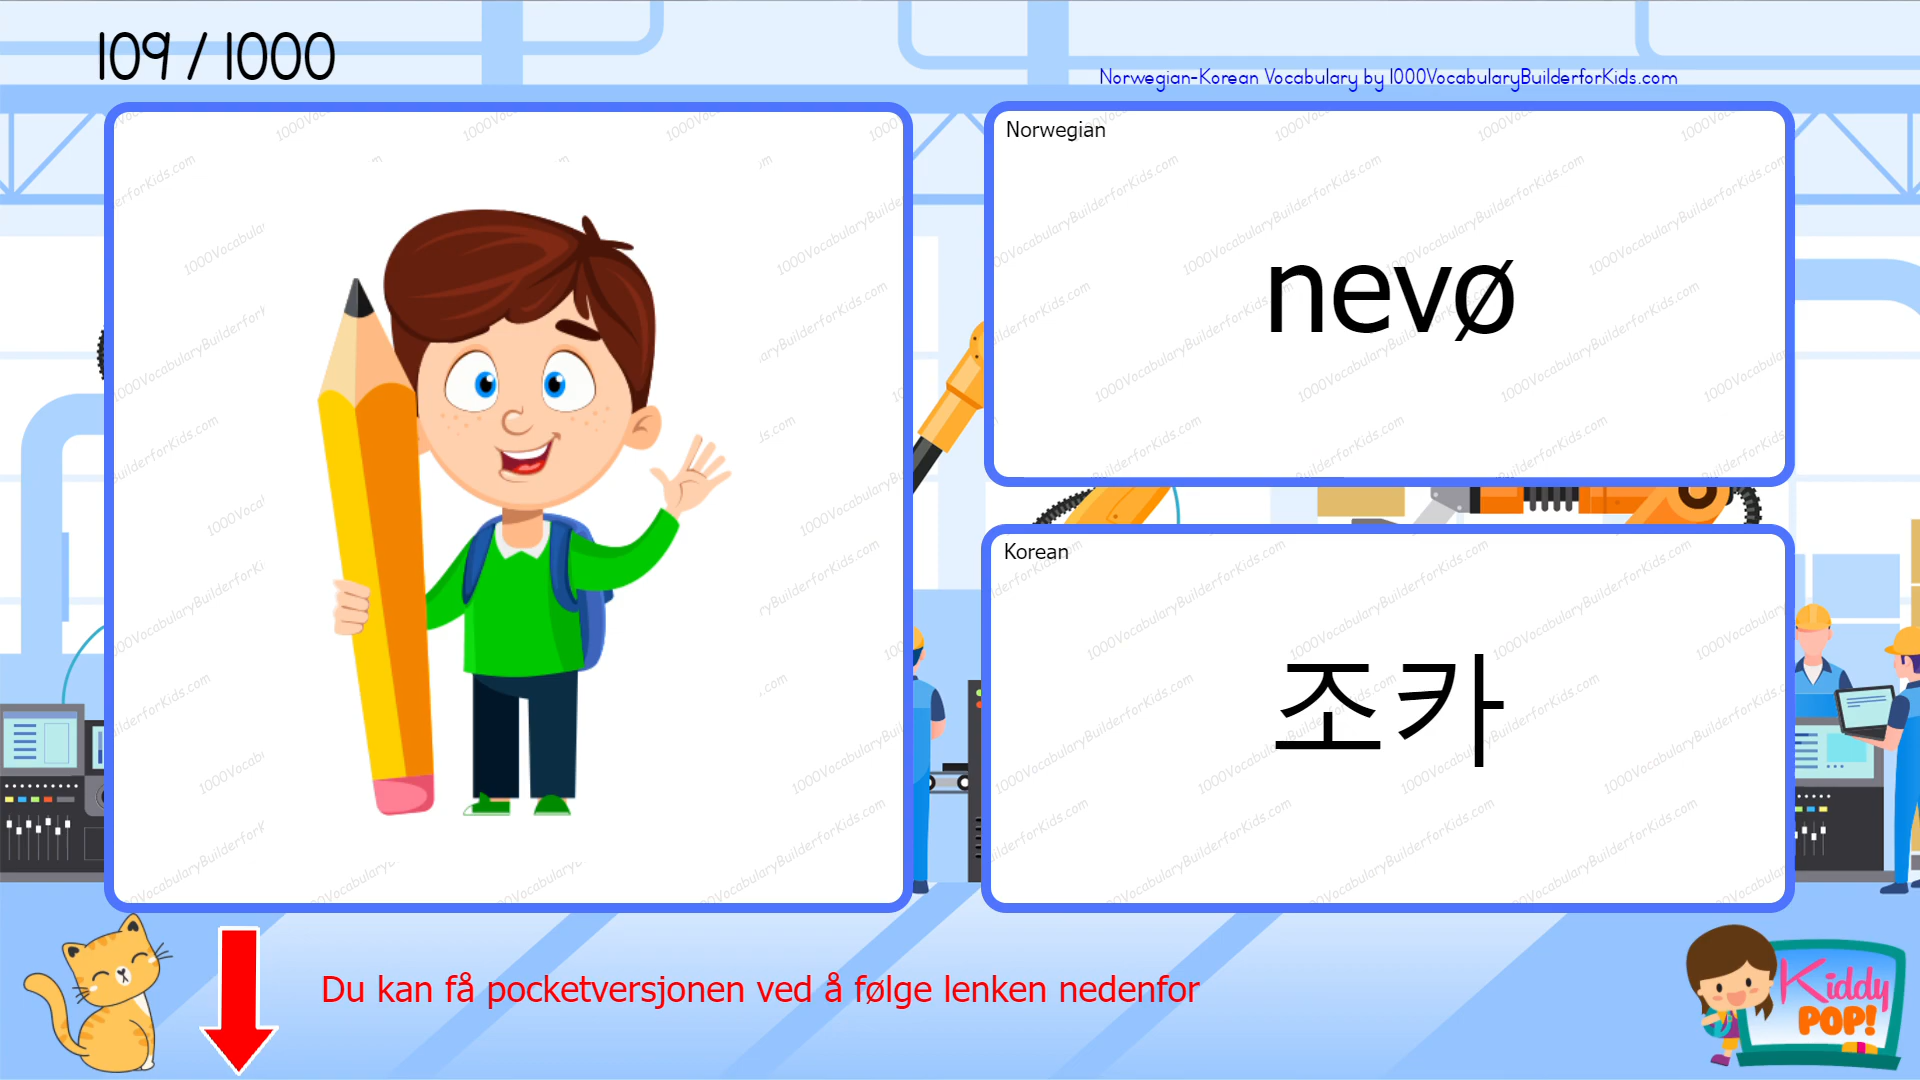 109 / 1000
Norwegian-Korean Vocabulary by 1000VocabularyBuilderforKids.com
Norwegian
nevø
Korean
조카
Du kan få pocketversjonen ved å følge lenken nedenfor
Kiddy
POP!